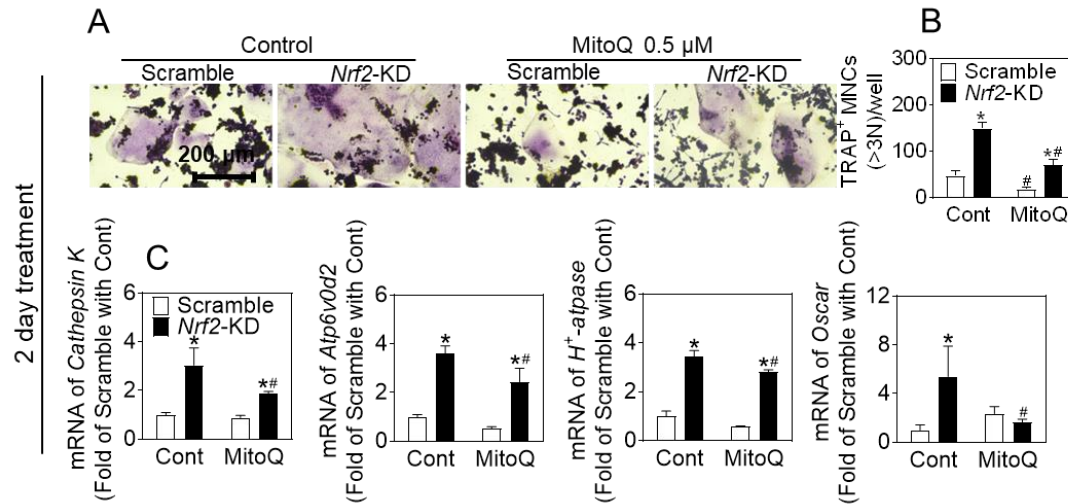 A
Control
MitoQ 0.5 µM
Scramble
Nrf2-KD
Scramble
Nrf2-KD
200 µm
2 day treatment
B
TRAP+ MNCs
(>3N)/well
300
200
100
0
Scramble
Nrf2-KD
*
#
*#
Cont
MitoQ
C
mRNA of Cathepsin K
(Fold of Scramble with Cont)
6
4
2
0
Scramble
Nrf2-KD
*
*#
Cont
MitoQ
mRNA of Atp6v0d2
(Fold of Scramble with Cont)
6
4
2
0
*
*#
Cont
MitoQ
mRNA of H+-atpase
(Fold of Scramble with Cont)
6
4
2
0
*
*#
Cont
MitoQ
mRNA of Oscar
(Fold of Scramble with Cont)
12
8
4
0
*
#
Cont
MitoQ